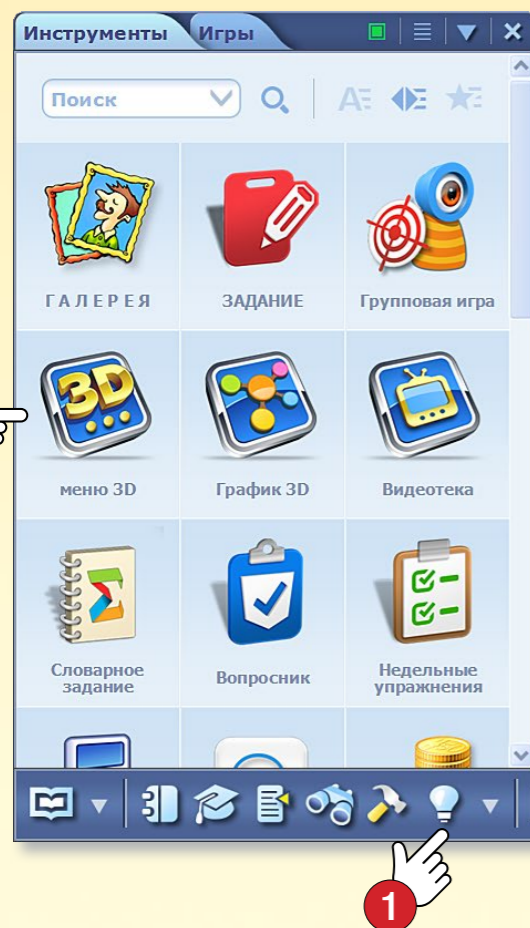 Инструменты Игры
Поиск
A
ГАЛЕРЕЯ ЗАДАНИЕ Групповая игра
3D
меню 3D График 3D Видеотека
Σ
Словарное
задание
Вопросник
Недельные
упражнения
1